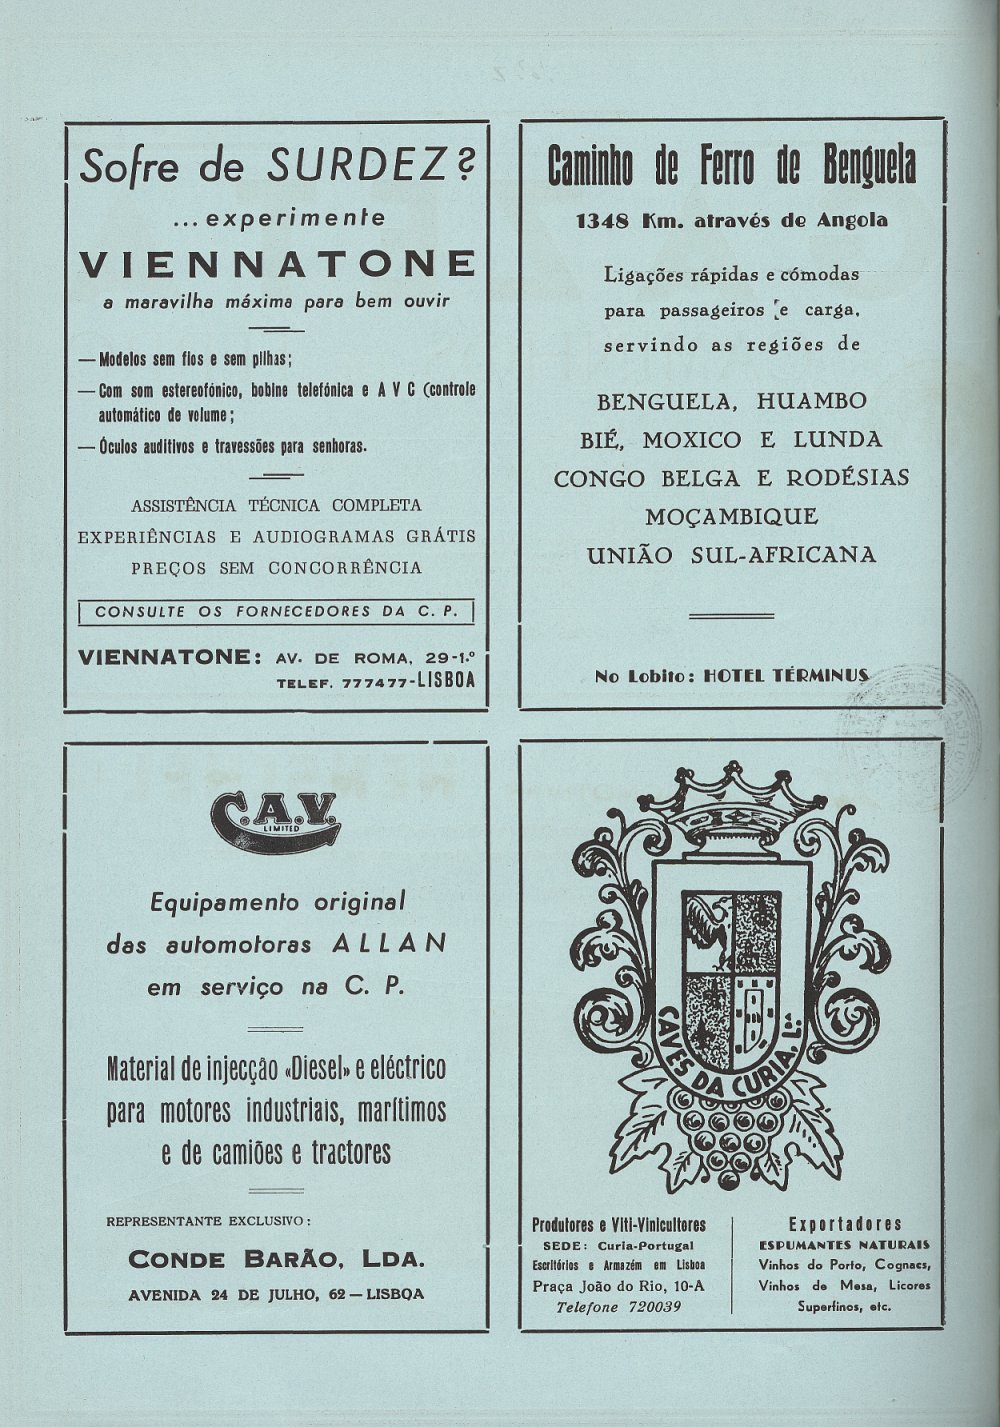 Sofre de SURDEZ?
...experimente
VIENNATONE
a maravilha máxima para bem ouvir
— Modelos sem fios e sem pilhas;
— Com som estereofónico, bobine telefónica e A V C (controle
automático de volume;
— Óculos auditivos e travessões para senhoras.
ASSISTÊNCIA TÉCNICA COMPLETA
EXPERIÊNCIAS E AUDIOGRAMAS GRÁTIS
PREÇOS SEM CONCORRÊNCIA
CONSULTE OS FORNECEDORES DA C. P.
VIENNATONE: AV. DE ROMA, 29-1.º
TELEF. 777477-LISBOA
Caminho de Ferro de Benguela
1348 Km. através de Angola
Ligações rápidas e cómodas
para passageiros e carga,
servindo as regiões de
BENGUELA, HUAMBO
BIÉ, MOXICO E LUNDA
CONGO BELGA E RODÉSIAS
MOÇAMBIQUE
UNIÃO SUL-AFRICANA
No Lobito: HOTEL TÉRMINUS
C.A.V.
LIMITED
Equipamento original
das automotoras ALLAN
em serviço na C. P.
Material de injecção «Diesel» e eléctrico
para motores industriais, marítimos
e de camiões e tractores
REPRESENTANTE EXCLUSIVO:
CONDE BARÃO, LDA.
AVENIDA 24 DE JULHO, 62 — LISBOA
CAVES DA CURIA, L.da
Produtores e Viti-Vinicultores
SEDE: Curia-Portugal
Escritórios e Armazém em Lisboa
Praça João do Rio, 10-A
Telefone 720039
Exportadores
ESPUMANTES NATURAIS
Vinhos do Porto, Cognacs,
Vinhos de Mesa, Licores
Superfinos, etc.